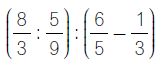 (8/3 : 5/9) : (6/5 − 1/3)